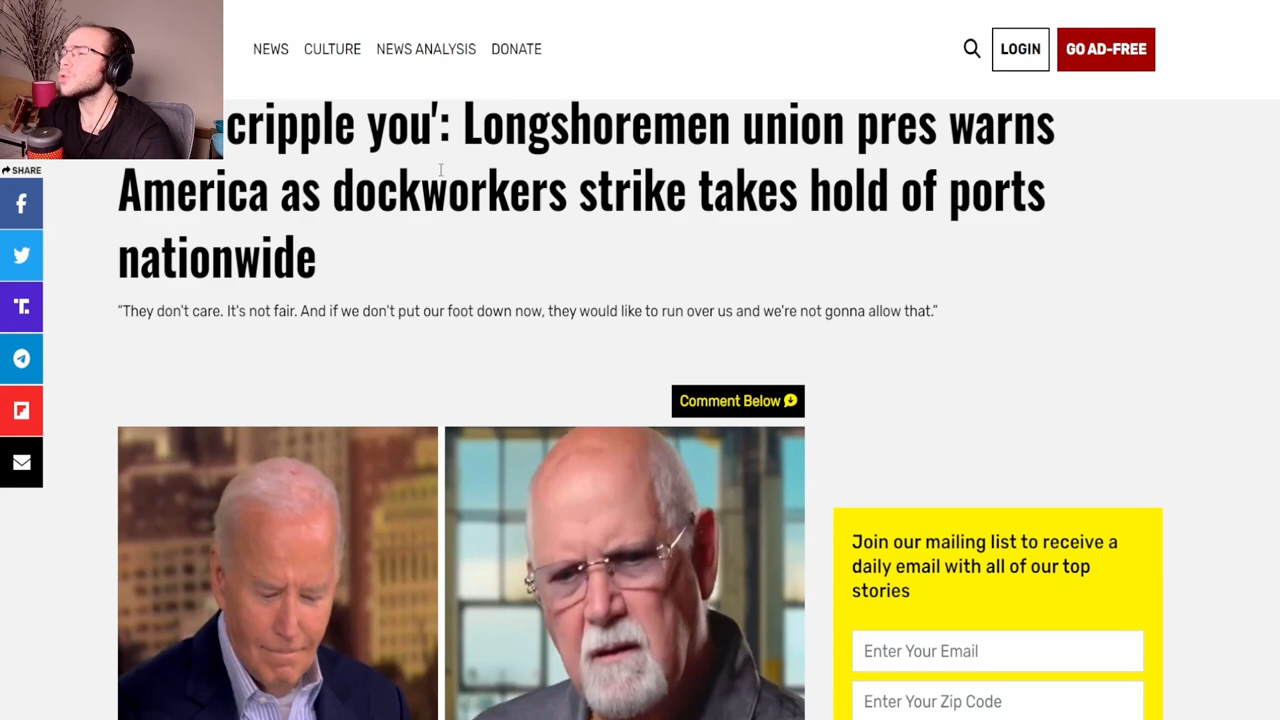 NEWS CULTURE NEWS ANALYSIS DONATE LOGIN GO AD-FREE
cripple you': Longshoremen union pres warns
America as dockworkers strike takes hold of ports
nationwide
SHARE
“They don't care. It's not fair. And if we don't put our foot down now, they would like to run over us and we're not gonna allow that.”
Comment Below
Join our mailing list to receive a
daily email with all of our top
stories
Enter Your Email
Enter Your Zip Code